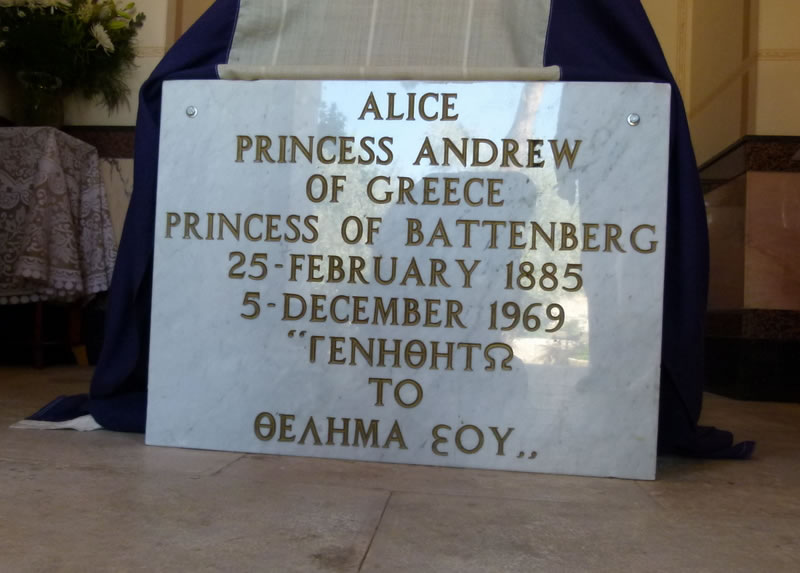 ALICE
PRINCESS ANDREW
OF GREECE
PRINCESS OF BATTENBERG
25-FEBRUARY 1885
5-DECEMBER 1969
“ΓΕΝΗΘΗΤΩ
ΤΟ
ΘΕΛΗΜΑ ΣΟΥ„